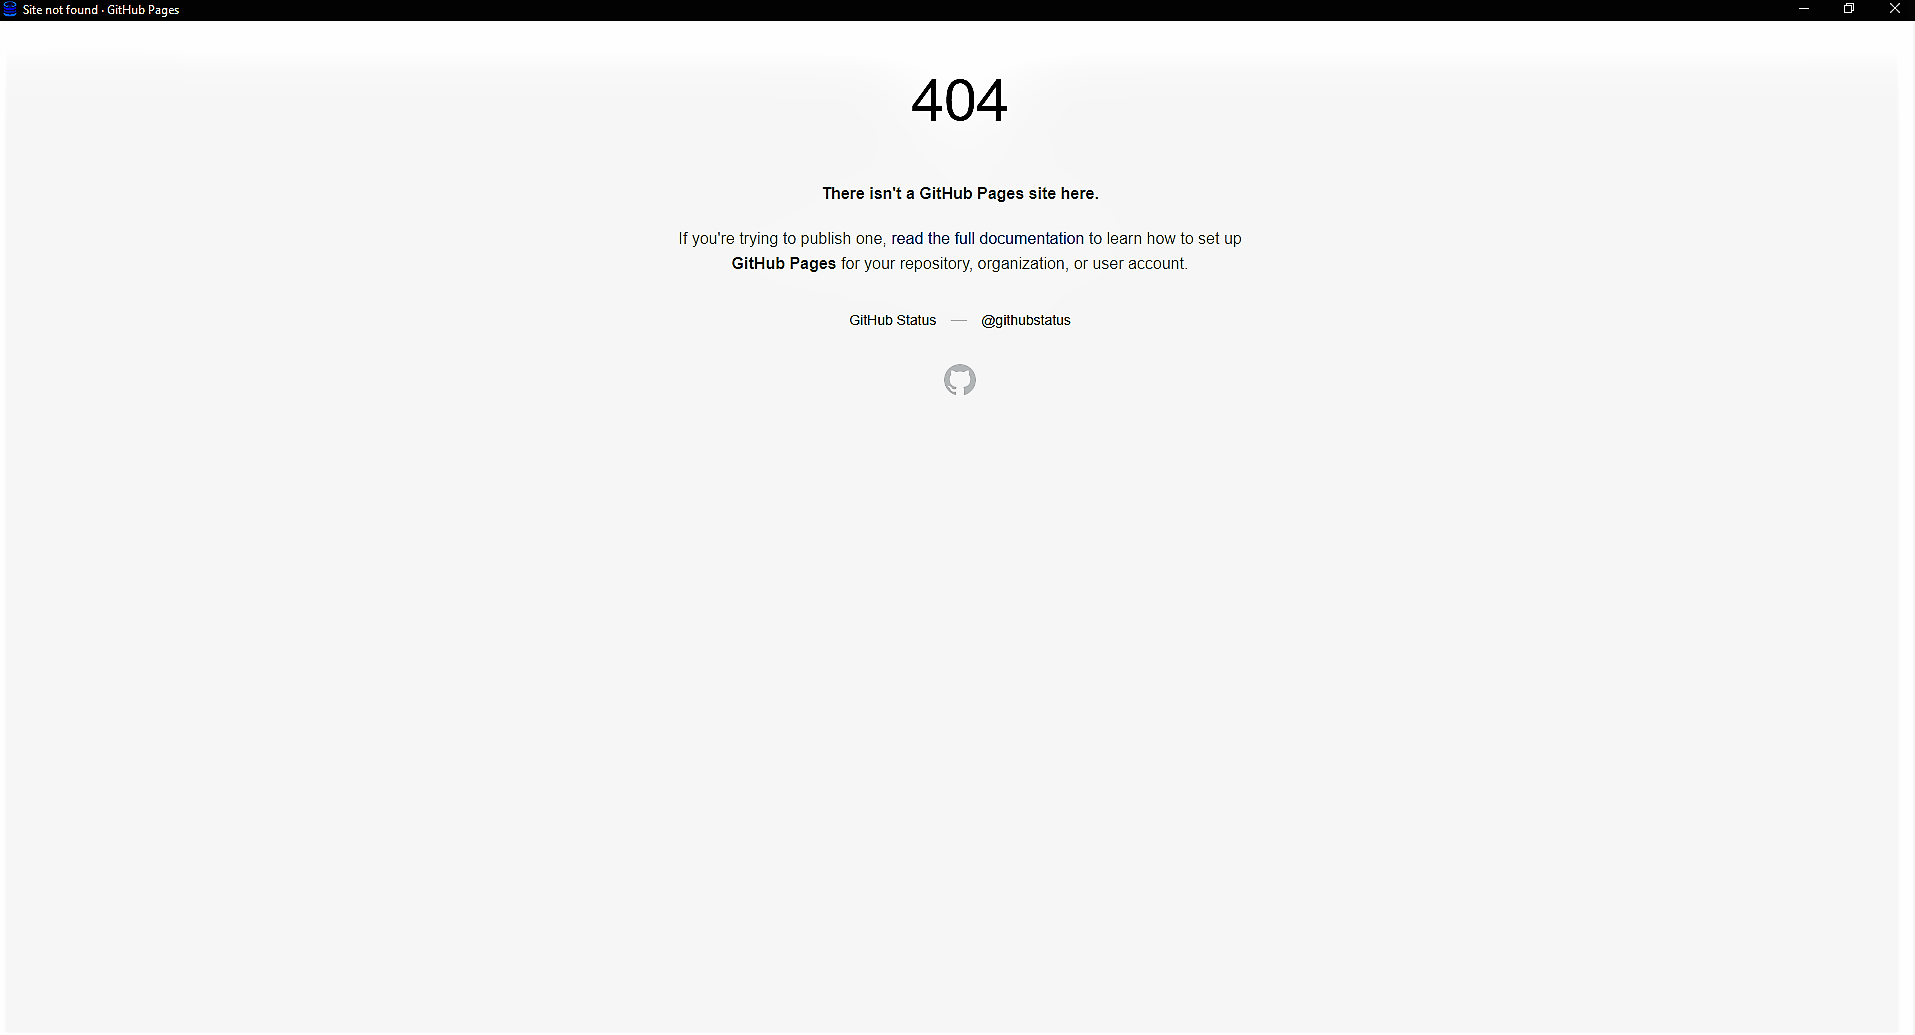 Site not found · GitHub Pages
404
There isn't a GitHub Pages site here.
If you're trying to publish one, read the full documentation to learn how to set up
GitHub Pages for your repository, organization, or user account.
GitHub Status — @githubstatus